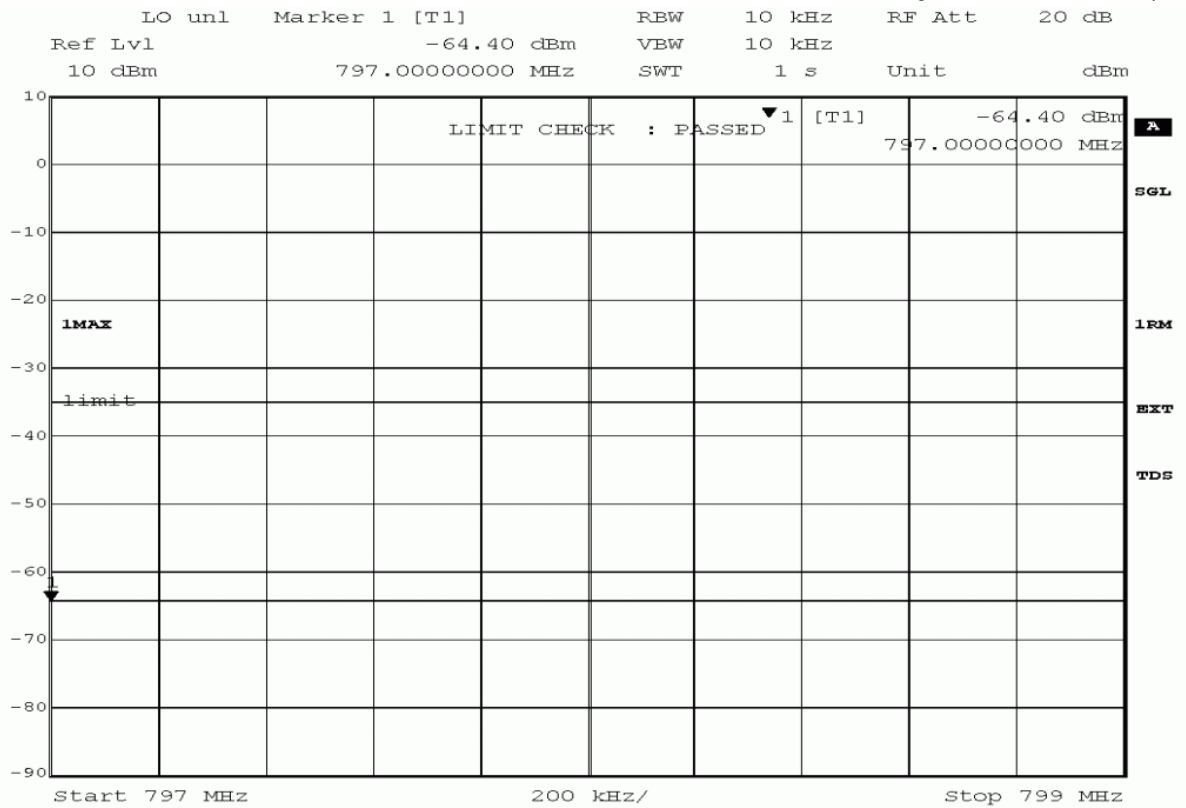 LO unl Marker 1 [T1] RBW 10 kHz RF Att 20 dB
Ref Lvl -64.40 dBm VBW 10 kHz
10 dBm 797.00000000 MHz SWT 1 s Unit dBm
10
▼1 [T1] -64.40 dBm
LIMIT CHECK : PASSED
A
797.00000000 MHz
0
SGL
-10
-20
1MAX
1RM
-30
limit
EXT
-40
TDS
-50
-60
1
-70
-80
-90
Start 797 MHz 200 kHz/ Stop 799 MHz